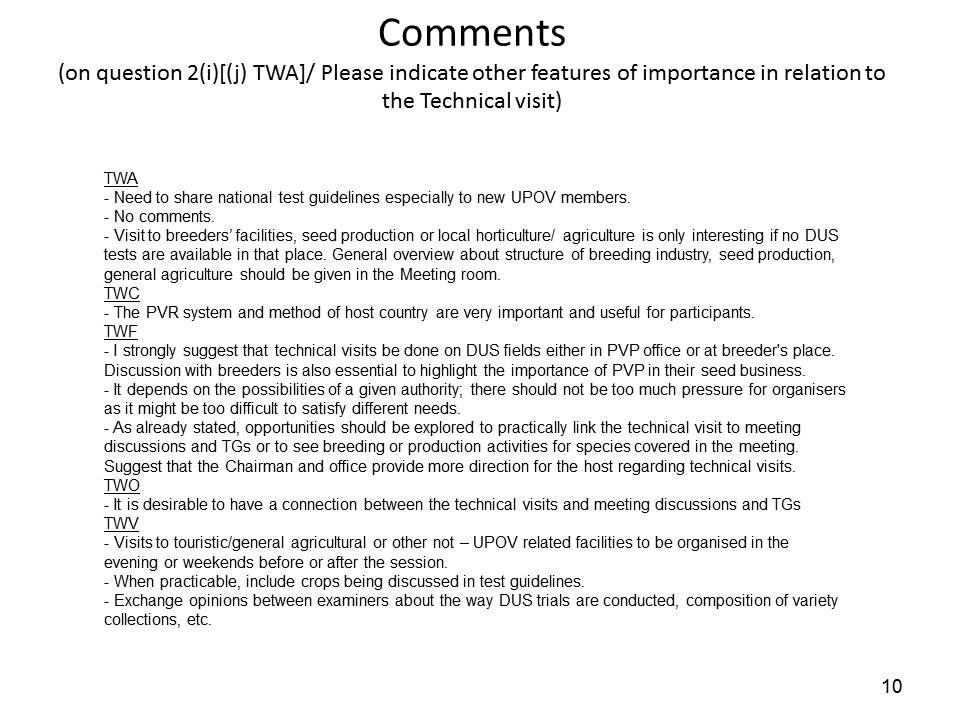 Comments
(on question 2(i)[(j) TWA]/ Please indicate other features of importance in relation to
the Technical visit)
TWA
- Need to share national test guidelines especially to new UPOV members.
- No comments.
- Visit to breeders’ facilities, seed production or local horticulture/ agriculture is only interesting if no DUS
tests are available in that place. General overview about structure of breeding industry, seed production,
general agriculture should be given in the Meeting room.
TWC
- The PVR system and method of host country are very important and useful for participants.
TWF
- I strongly suggest that technical visits be done on DUS fields either in PVP office or at breeder's place.
Discussion with breeders is also essential to highlight the importance of PVP in their seed business.
- It depends on the possibilities of a given authority; there should not be too much pressure for organisers
as it might be too difficult to satisfy different needs.
- As already stated, opportunities should be explored to practically link the technical visit to meeting
discussions and TGs or to see breeding or production activities for species covered in the meeting.
Suggest that the Chairman and office provide more direction for the host regarding technical visits.
TWO
- It is desirable to have a connection between the technical visits and meeting discussions and TGs
TWV
- Visits to touristic/general agricultural or other not – UPOV related facilities to be organised in the
evening or weekends before or after the session.
- When practicable, include crops being discussed in test guidelines.
- Exchange opinions between examiners about the way DUS trials are conducted, composition of variety
collections, etc.
10